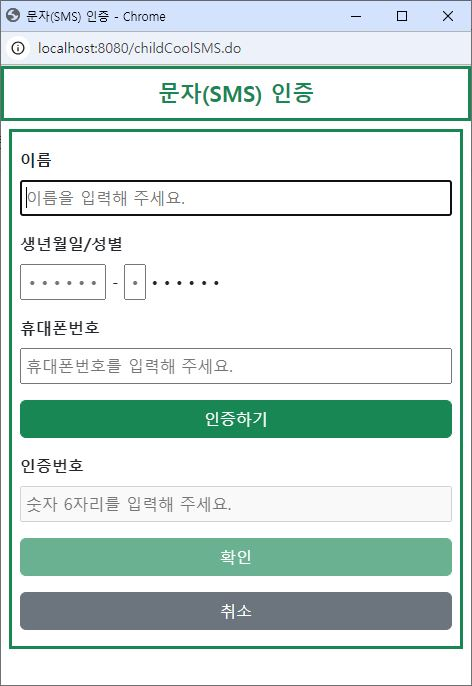 문자(SMS) 인증 - Chrome
localhost:8080/childCoolSMS.do
문자(SMS) 인증
이름
이름을 입력해 주세요.
생년월일/성별
•••••• - • ••••••
휴대폰번호
휴대폰번호를 입력해 주세요.
인증하기
인증번호
숫자 6자리를 입력해 주세요.
확인
취소